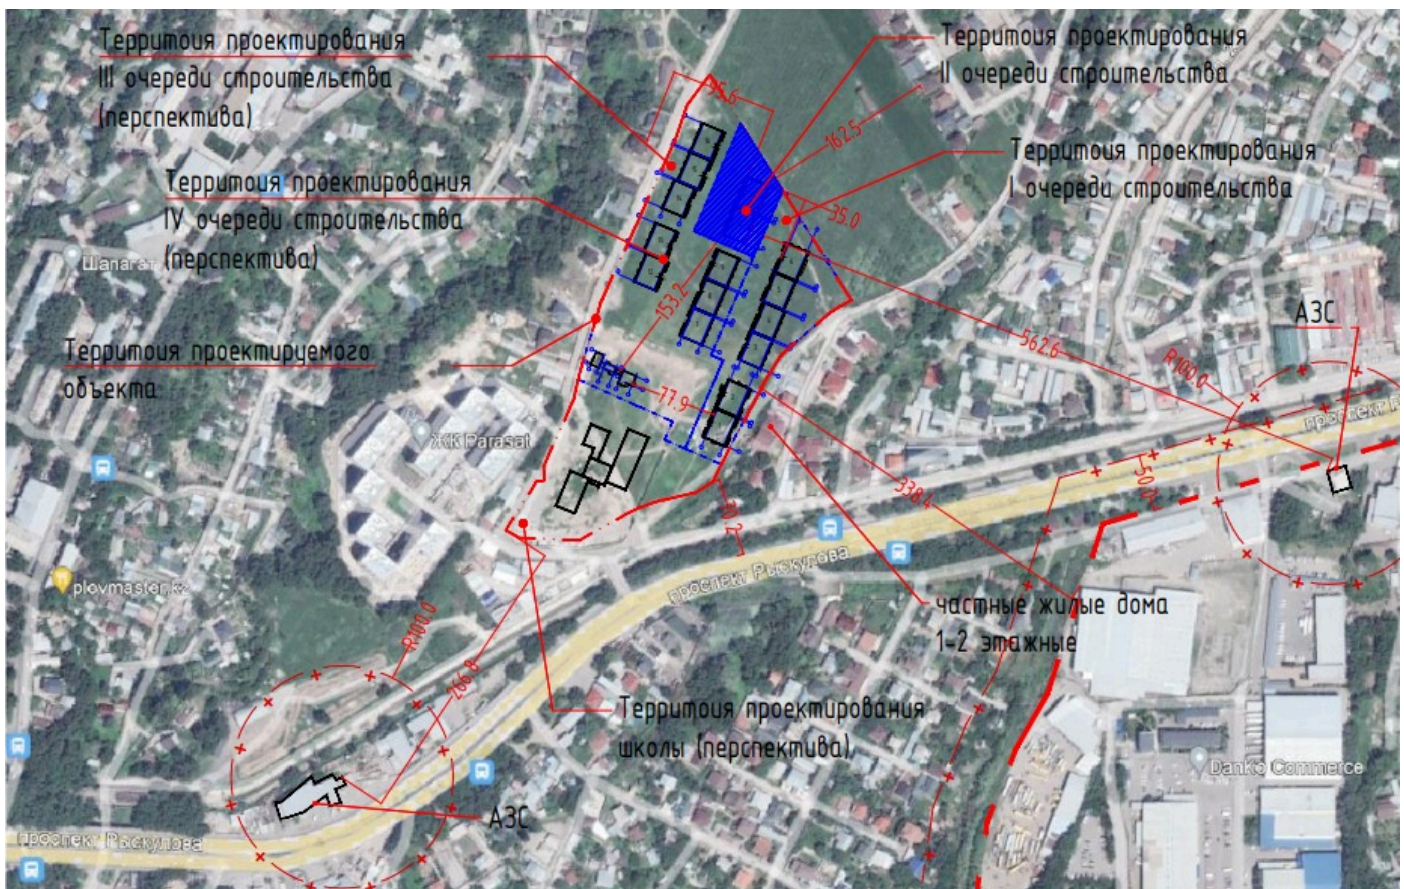 Территоия проектирования
III очереди строительства
(перспектива)
Территоия проектирования
II очереди строительства
Территоия проектирования
I очереди строительства
Территоия проектирования
IV очереди строительства
(перспектива)
Шапагат
Территоия проектируемого
объекта
ЖК Parasat
162.5
35.0
153.2
77.9
562.6
R100.0
АЗС
проспект
50.0
338.4
проспект Рыскулова
plovmaster.kz
частные жилые дома
1-2 этажные
R100.0
266.8
Территоия проектирования
школы (перспектива)
Danko Commerce
АЗС
проспект Рыскулова